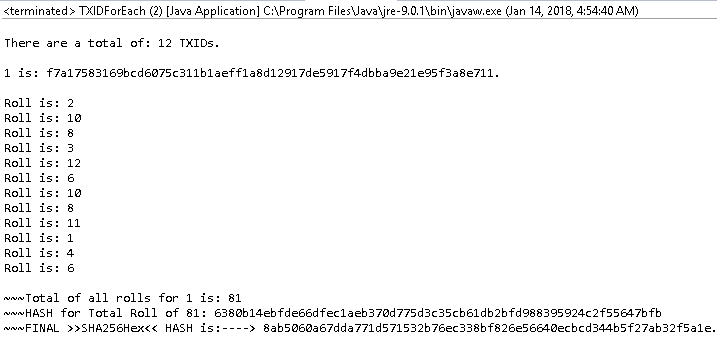 <terminated> TXIDForEach (2) [Java Application] C:\Program Files\Java\jre-9.0.1\bin\javaw.exe (Jan 14, 2018, 4:54:40 AM)
There are a total of: 12 TXIDs.
1 is: f7a17583169bcd6075c311b1aeff1a8d12917de5917f4dbba9e21e95f3a8e711.
Roll is: 2
Roll is: 10
Roll is: 8
Roll is: 3
Roll is: 12
Roll is: 6
Roll is: 10
Roll is: 8
Roll is: 11
Roll is: 1
Roll is: 4
Roll is: 6
~~~Total of all rolls for 1 is: 81
~~~HASH for Total Roll of 81: 6380b14ebfde66dfec1aeb370d775d3c35cb61db2bfd988395924c2f55647bfb
~~~FINAL >>SHA256Hex<< HASH is:----> 8ab5060a67dda771d571532b76ec338bf826e56640ecbcd344b5f27ab32f5a1e.